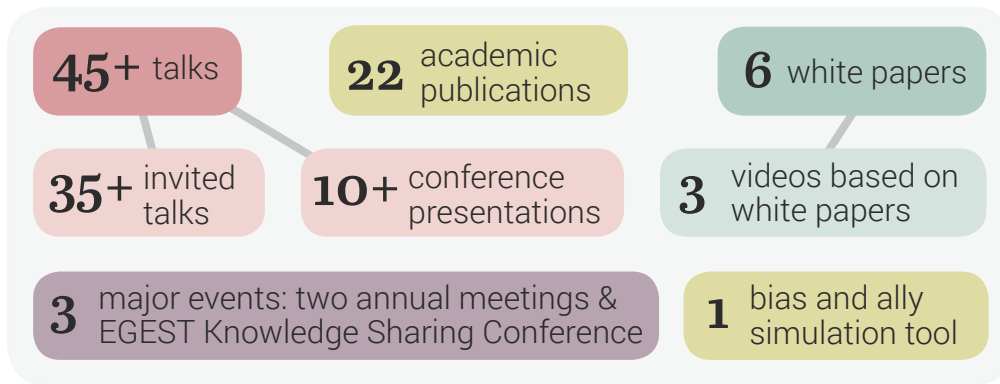 45+ talks
22 academic
publications
6 white papers
35+ invited
talks
10+ conference
presentations
3 videos based on
white papers
3 major events: two annual meetings &
EGEST Knowledge Sharing Conference
1 bias and ally
simulation tool